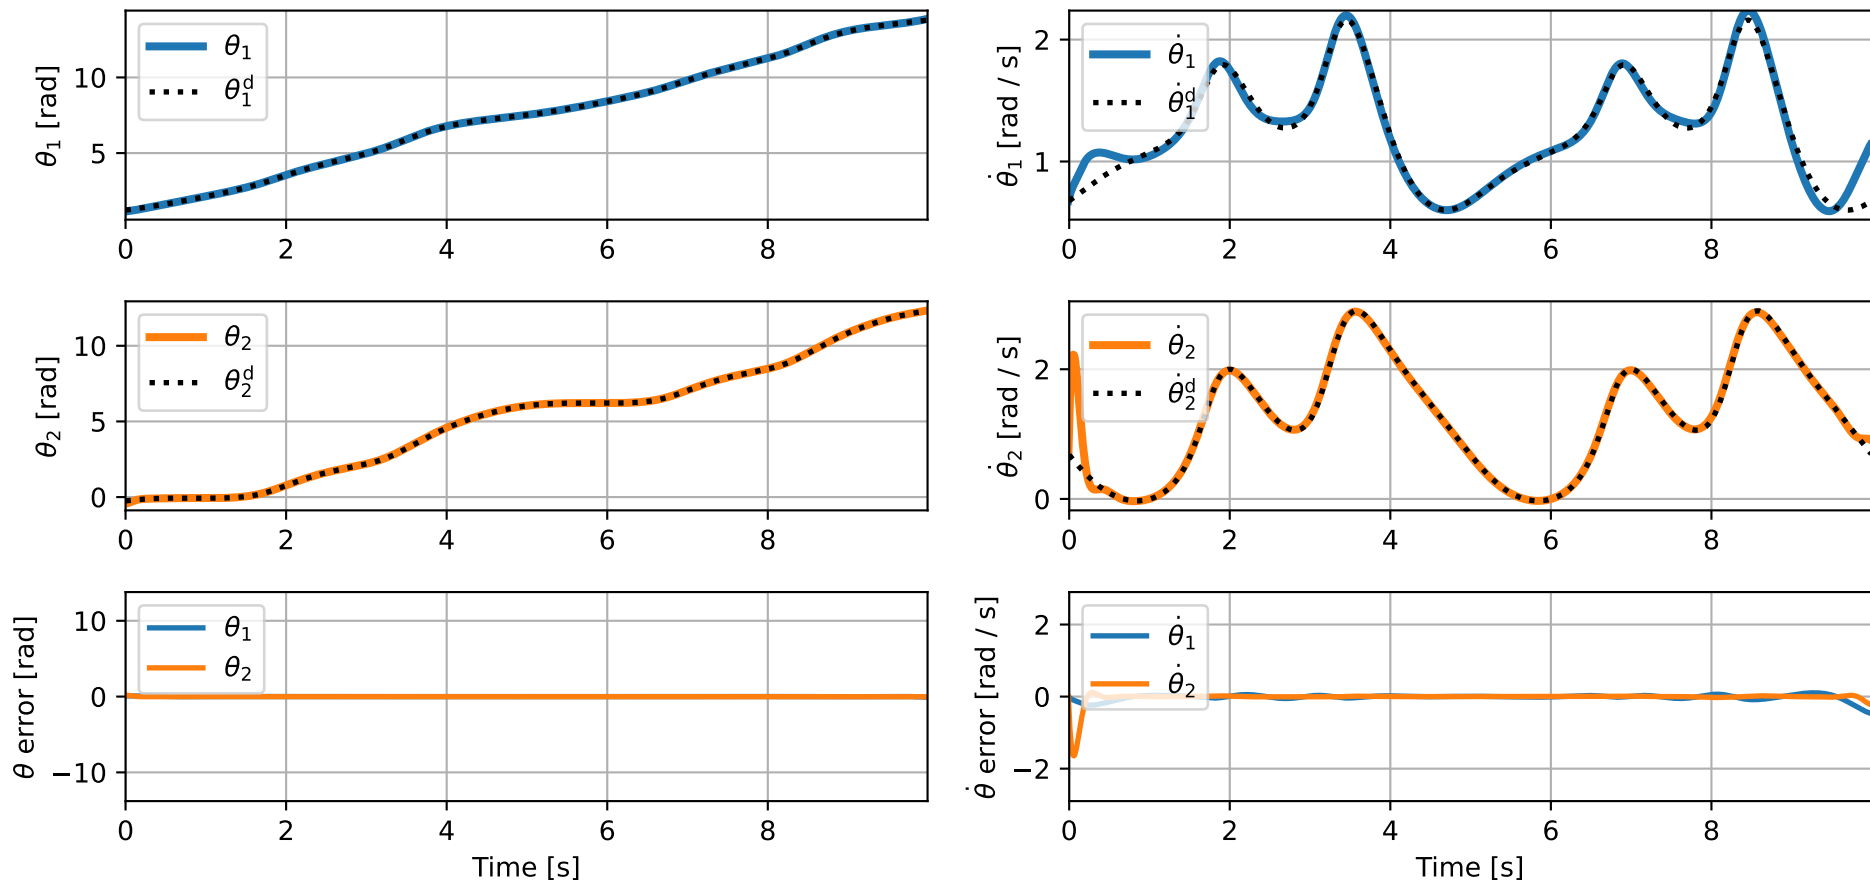 θ₁ [rad]
10
5
θ₁
θ₁ᵈ
0 2 4 6 8
θ̇₁ [rad / s]
2
1
θ̇₁
θ̇₁ᵈ
0 2 4 6 8
θ₂ [rad]
10
5
0
θ₂
θ₂ᵈ
0 2 4 6 8
θ̇₂ [rad / s]
2
0
θ̇₂
θ̇₂ᵈ
0 2 4 6 8
θ error [rad]
10
0
−10
θ₁
θ₂
0 2 4 6 8
Time [s]
θ̇ error [rad / s]
2
0
−2
θ̇₁
θ̇₂
0 2 4 6 8
Time [s]